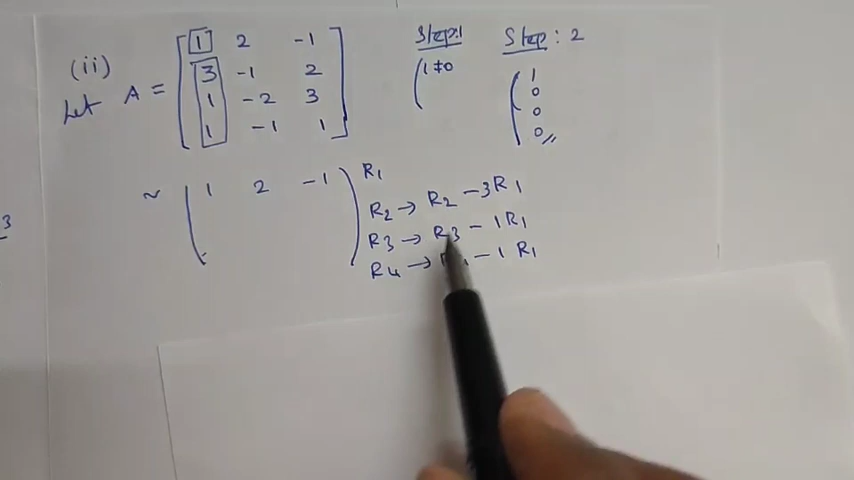 (ii)
Let A = [ 1 2 -1
3 -1 2
1 -2 3
1 -1 1 ]
Step:1
( 1 ≠ 0
Step : 2
( 1
0
0
0 //
~ ( 1 2 -1 ) R1
R2 → R2 - 3R1
R3 → R3 - 1R1
R4 → - 1 R1
3